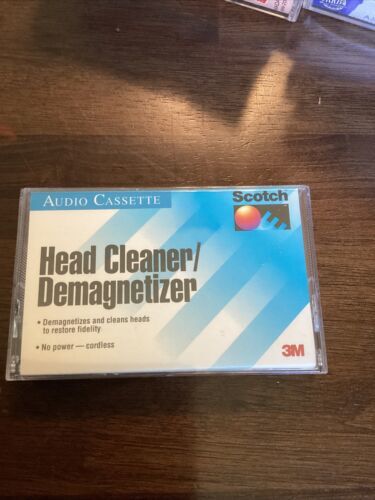 AUDIO CASSETTE
Scotch
Head Cleaner/
Demagnetizer
• Demagnetizes and cleans heads
to restore fidelity
• No power — cordless
3M